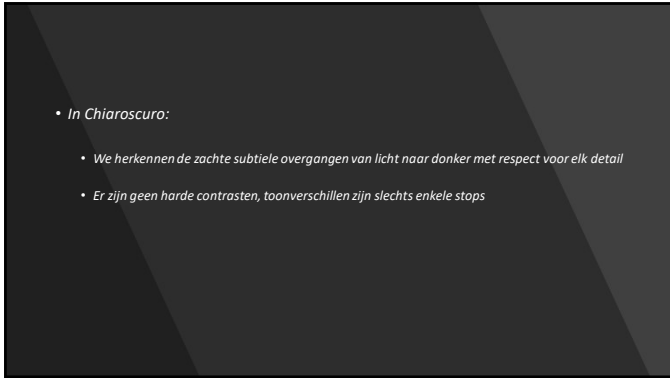 • In Chiaroscuro:
• We herkennen de zachte subtiele overgangen van licht naar donker met respect voor elk detail
• Er zijn geen harde contrasten, toonverschillen zijn slechts enkele stops